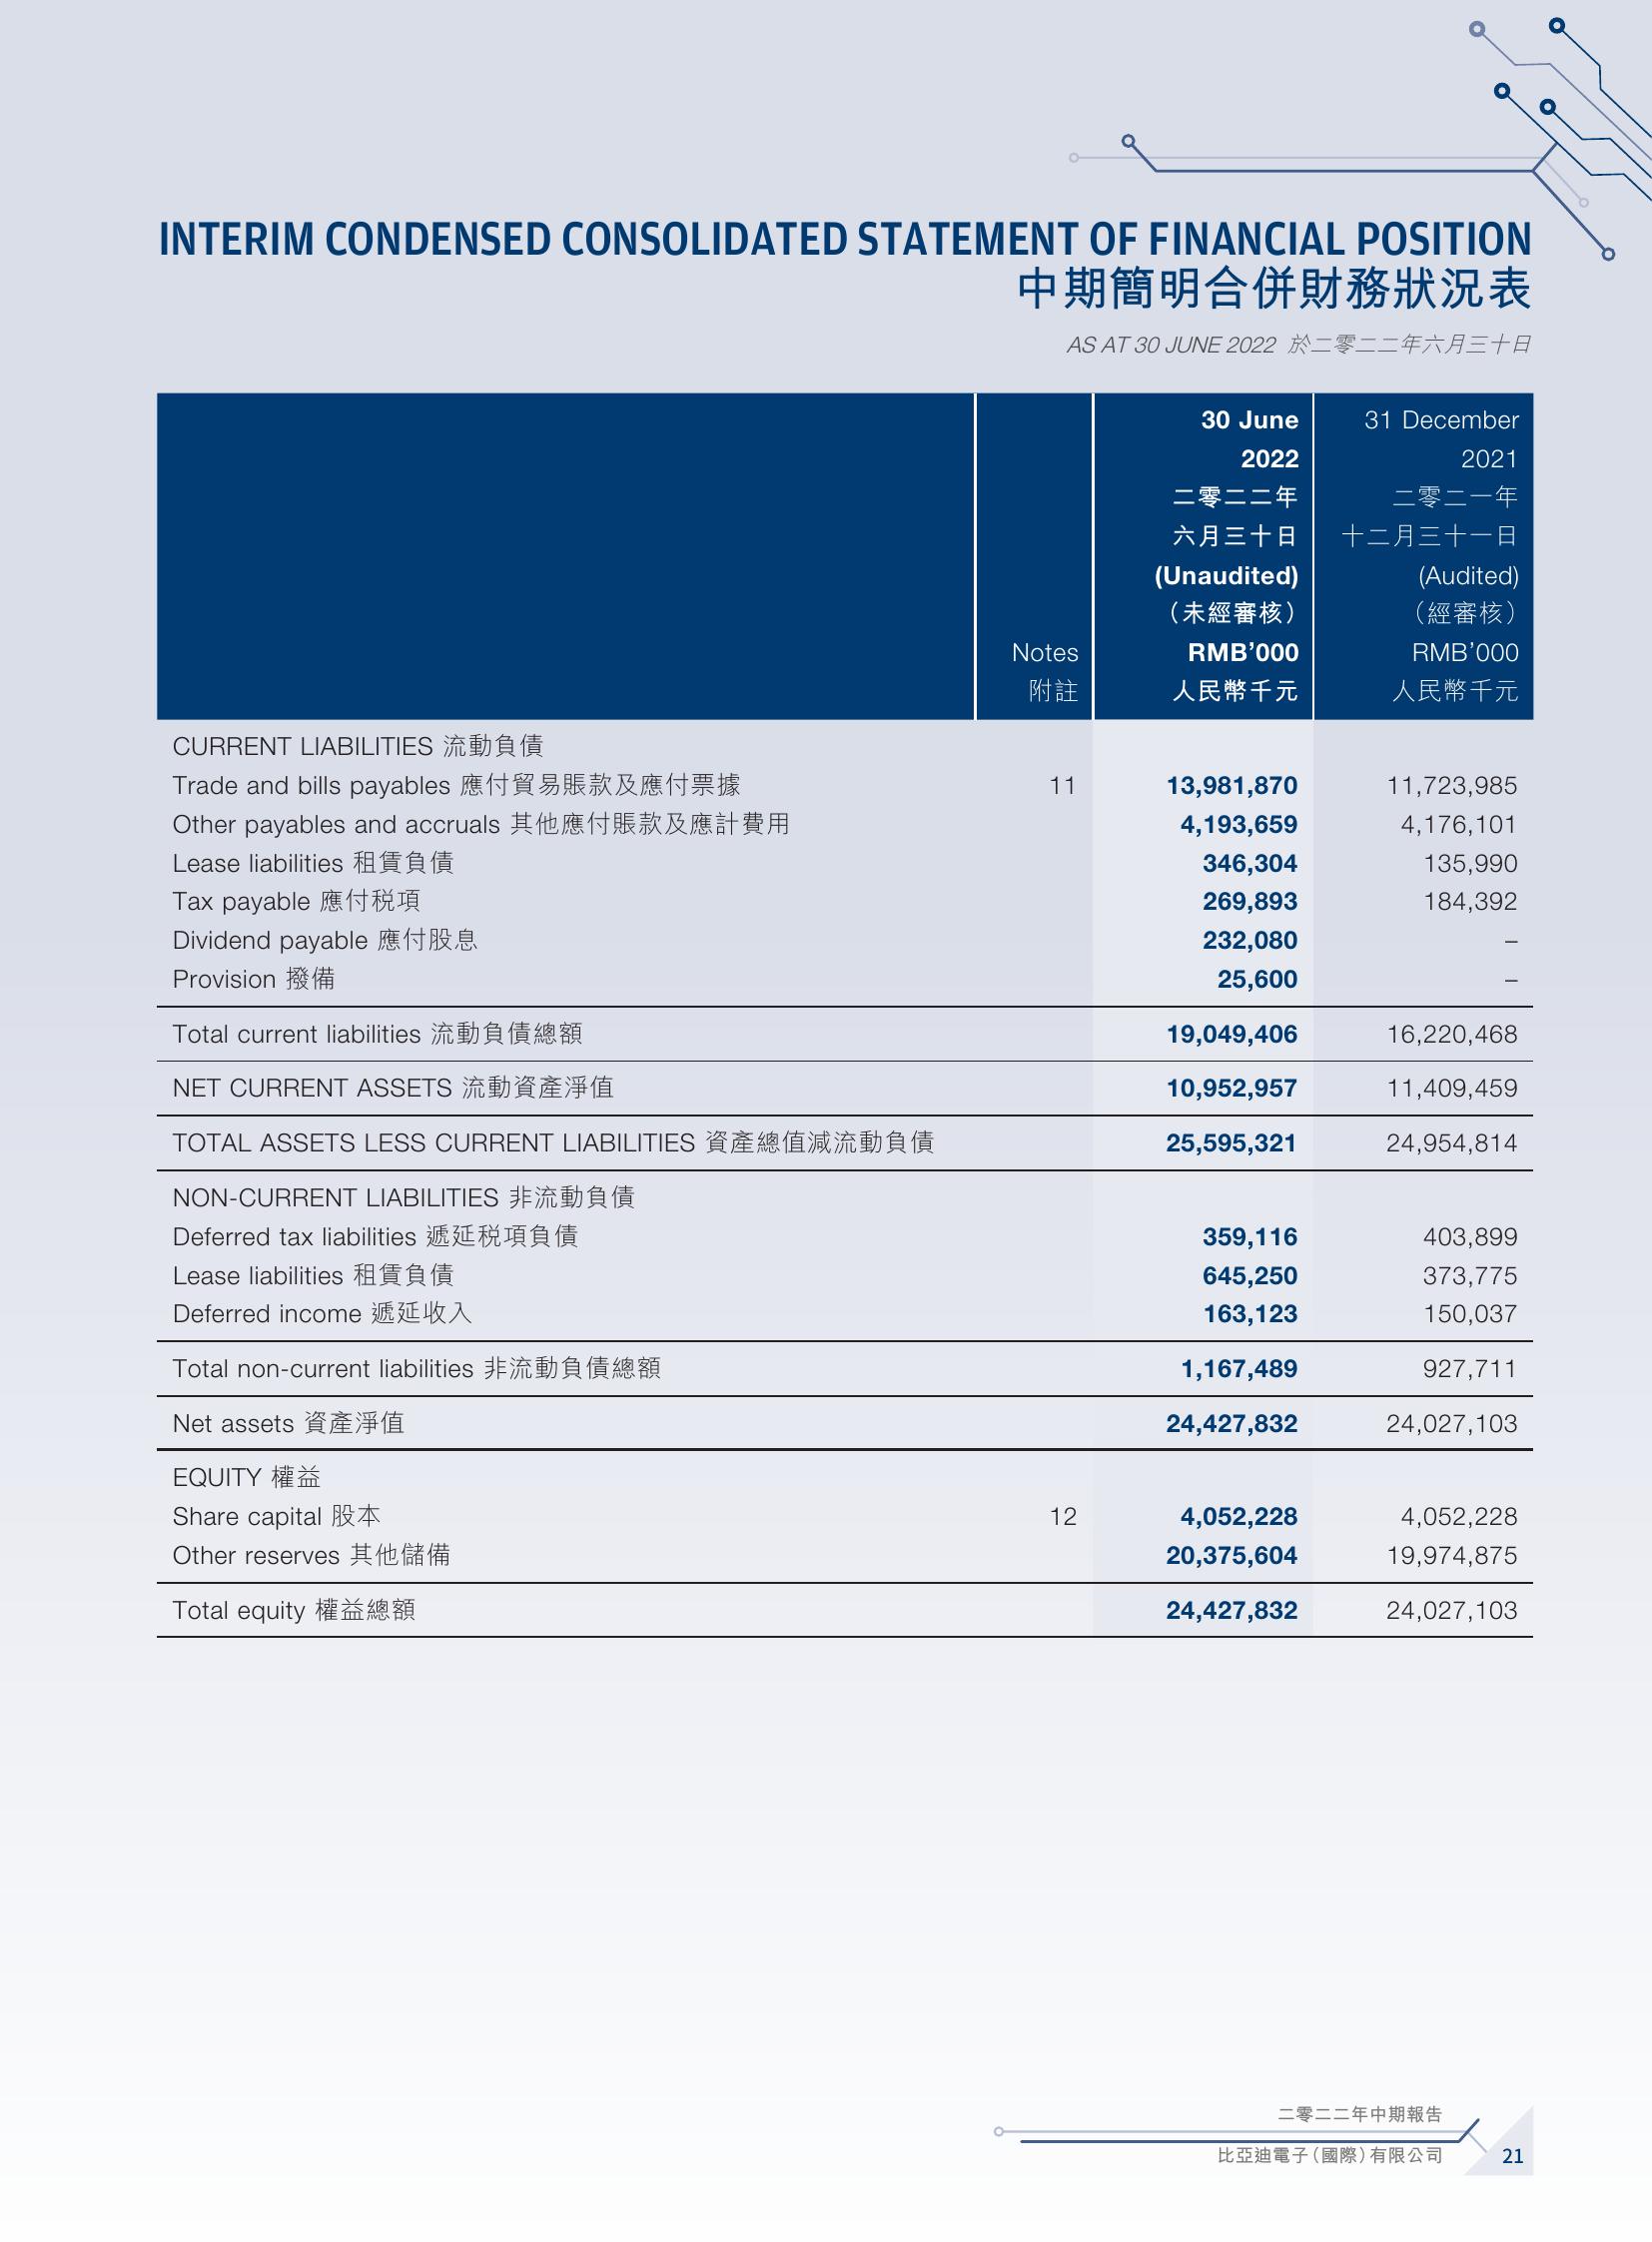 INTERIM CONDENSED CONSOLIDATED STATEMENT OF FINANCIAL POSITION
中期簡明合併財務狀況表
AS AT 30 JUNE 2022 於二零二二年六月三十日
30 June 31 December
2022 2021
二零二二年 二零二一年
六月三十日 十二月三十一日
(Unaudited) (Audited)
（未經審核） （經審核）
Notes RMB’000 RMB’000
附註 人民幣千元 人民幣千元
CURRENT LIABILITIES 流動負債
Trade and bills payables 應付貿易賬款及應付票據 11 13,981,870 11,723,985
Other payables and accruals 其他應付賬款及應計費用 4,193,659 4,176,101
Lease liabilities 租賃負債 346,304 135,990
Tax payable 應付税項 269,893 184,392
Dividend payable 應付股息 232,080 –
Provision 撥備 25,600 –
Total current liabilities 流動負債總額 19,049,406 16,220,468
NET CURRENT ASSETS 流動資產淨值 10,952,957 11,409,459
TOTAL ASSETS LESS CURRENT LIABILITIES 資產總值減流動負債 25,595,321 24,954,814
NON-CURRENT LIABILITIES 非流動負債
Deferred tax liabilities 遞延税項負債 359,116 403,899
Lease liabilities 租賃負債 645,250 373,775
Deferred income 遞延收入 163,123 150,037
Total non-current liabilities 非流動負債總額 1,167,489 927,711
Net assets 資產淨值 24,427,832 24,027,103
EQUITY 權益
Share capital 股本 12 4,052,228 4,052,228
Other reserves 其他儲備 20,375,604 19,974,875
Total equity 權益總額 24,427,832 24,027,103
二零二二年中期報告
比亞迪電子（國際）有限公司 21